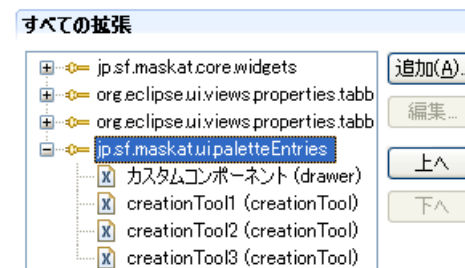 すべての拡張
jp.sf.maskat.core.widgets
org.eclipse.ui.views.properties.tabb
org.eclipse.ui.views.properties.tabb
jp.sf.maskat.ui.paletteEntries
カスタムコンポーネント (drawer)
creationTool1 (creationTool)
creationTool2 (creationTool)
creationTool3 (creationTool)
追加(A)...
編集...
上へ
下へ